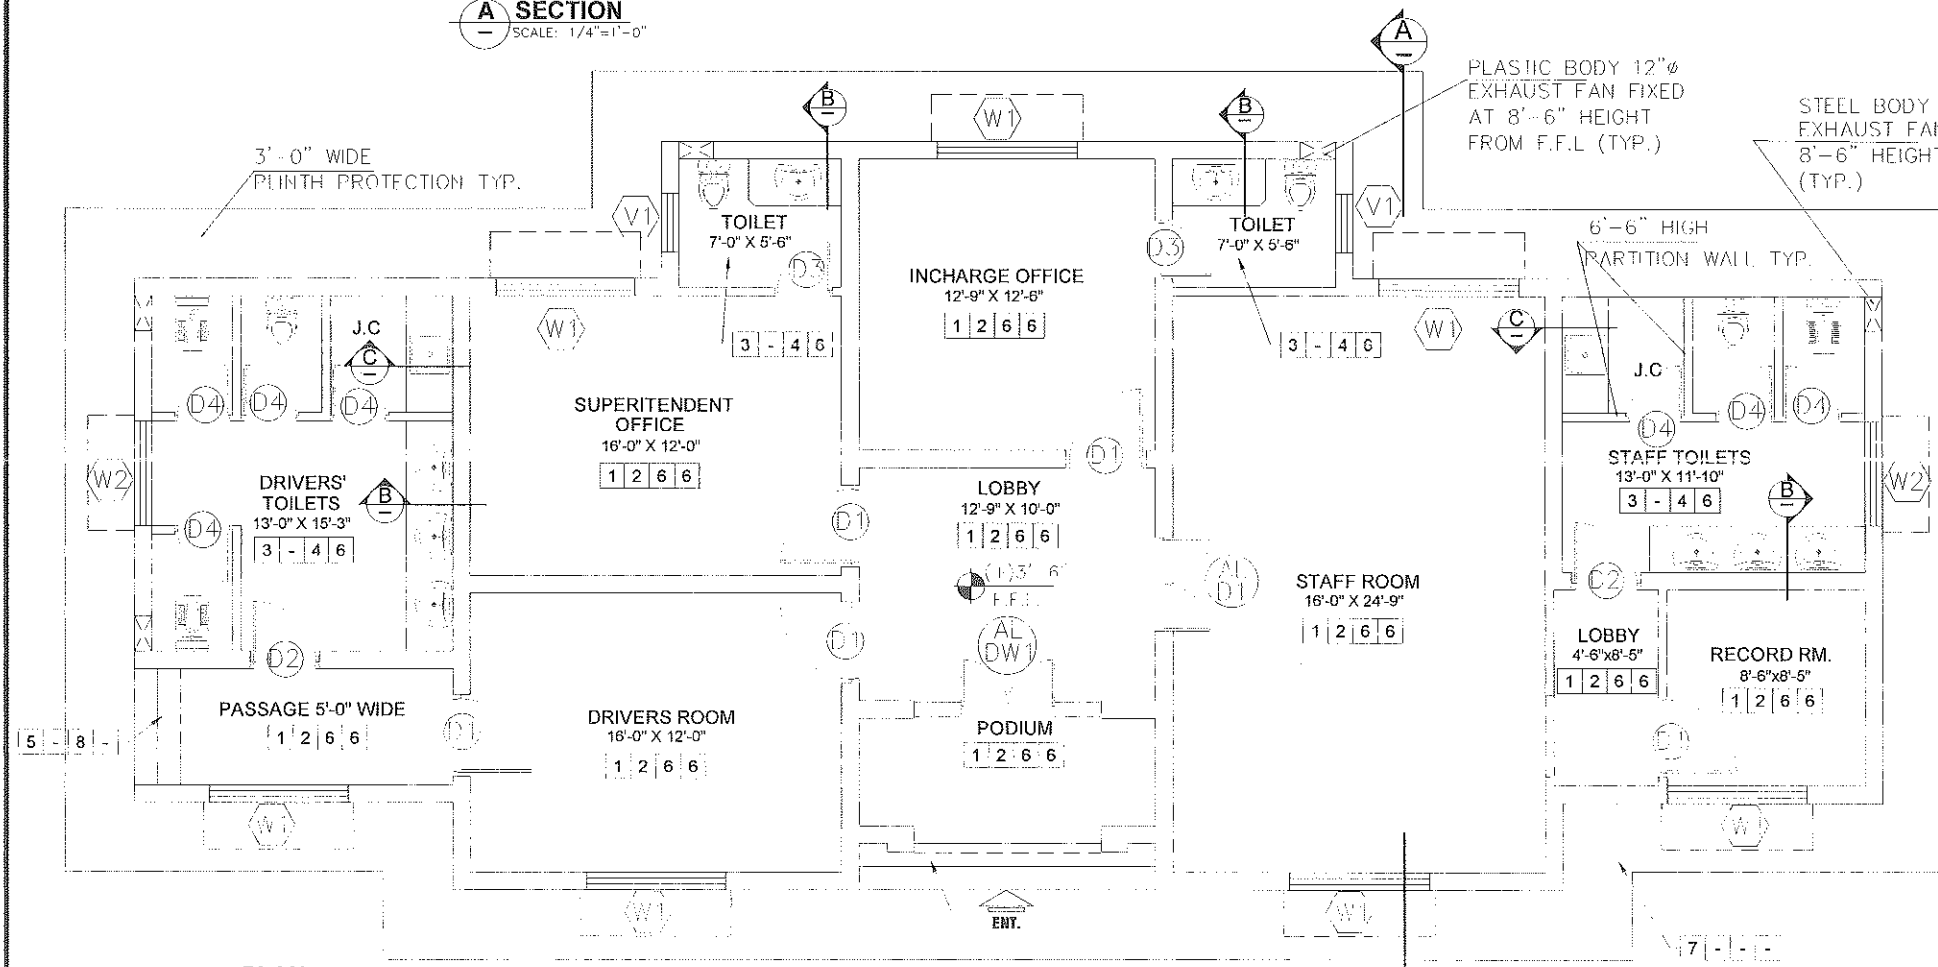 A SECTION
SCALE: 1/4"=1'-0"
A
PLASTIC BODY 12"ø
EXHAUST FAN FIXED
AT 8'-6" HEIGHT
FROM F.F.L (TYP.)
STEEL BODY
EXHAUST FAN
8'-6" HEIGHT
(TYP.)
3'-0" WIDE
PLINTH PROTECTION TYP.
B
W1
B
V1
TOILET
7'-0" X 5'-6"
D3
D3
TOILET
7'-0" X 5'-6"
V1
6'-6" HIGH
PARTITION WALL TYP.
INCHARGE OFFICE
12'-9" X 12'-6"
1 2 6 6
J.C
C
W1
3 - 4 6
3 - 4 6
W1
C
J.C
D4
D4
D4
SUPERITENDENT
OFFICE
16'-0" X 12'-0"
1 2 6 6
D1
D4
D4
D4
W2
DRIVERS'
TOILETS
13'-0" X 15'-3"
3 - 4 6
B
D4
D1
LOBBY
12'-9" X 10'-0"
1 2 6 6
(+)3'-6"
F.F.L.
STAFF TOILETS
13'-0" X 11'-10"
3 - 4 6
B
W2
AL
D1
STAFF ROOM
16'-0" X 24'-9"
1 2 6 6
D2
D2
D1
AL
DW1
LOBBY
4'-6"x8'-5"
1 2 6 6
RECORD RM.
8'-6"x8'-5"
1 2 6 6
PASSAGE 5'-0" WIDE
1 2 6 6
5 - 8 -
D1
DRIVERS ROOM
16'-0" X 12'-0"
1 2 6 6
PODIUM
1 2 6 6
D1
W1
W1
W1
ENT.
W1
7 - - -